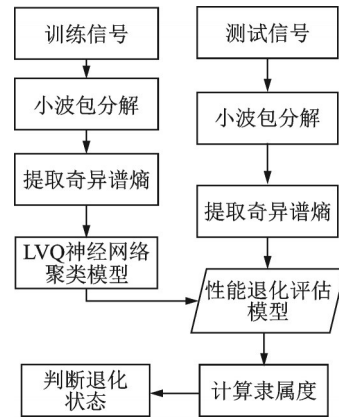 训练信号
小波包分解
提取奇异谱熵
LVQ神经网络
聚类模型
测试信号
小波包分解
提取奇异谱熵
性能退化评估
模型
计算隶属度
判断退化
状态